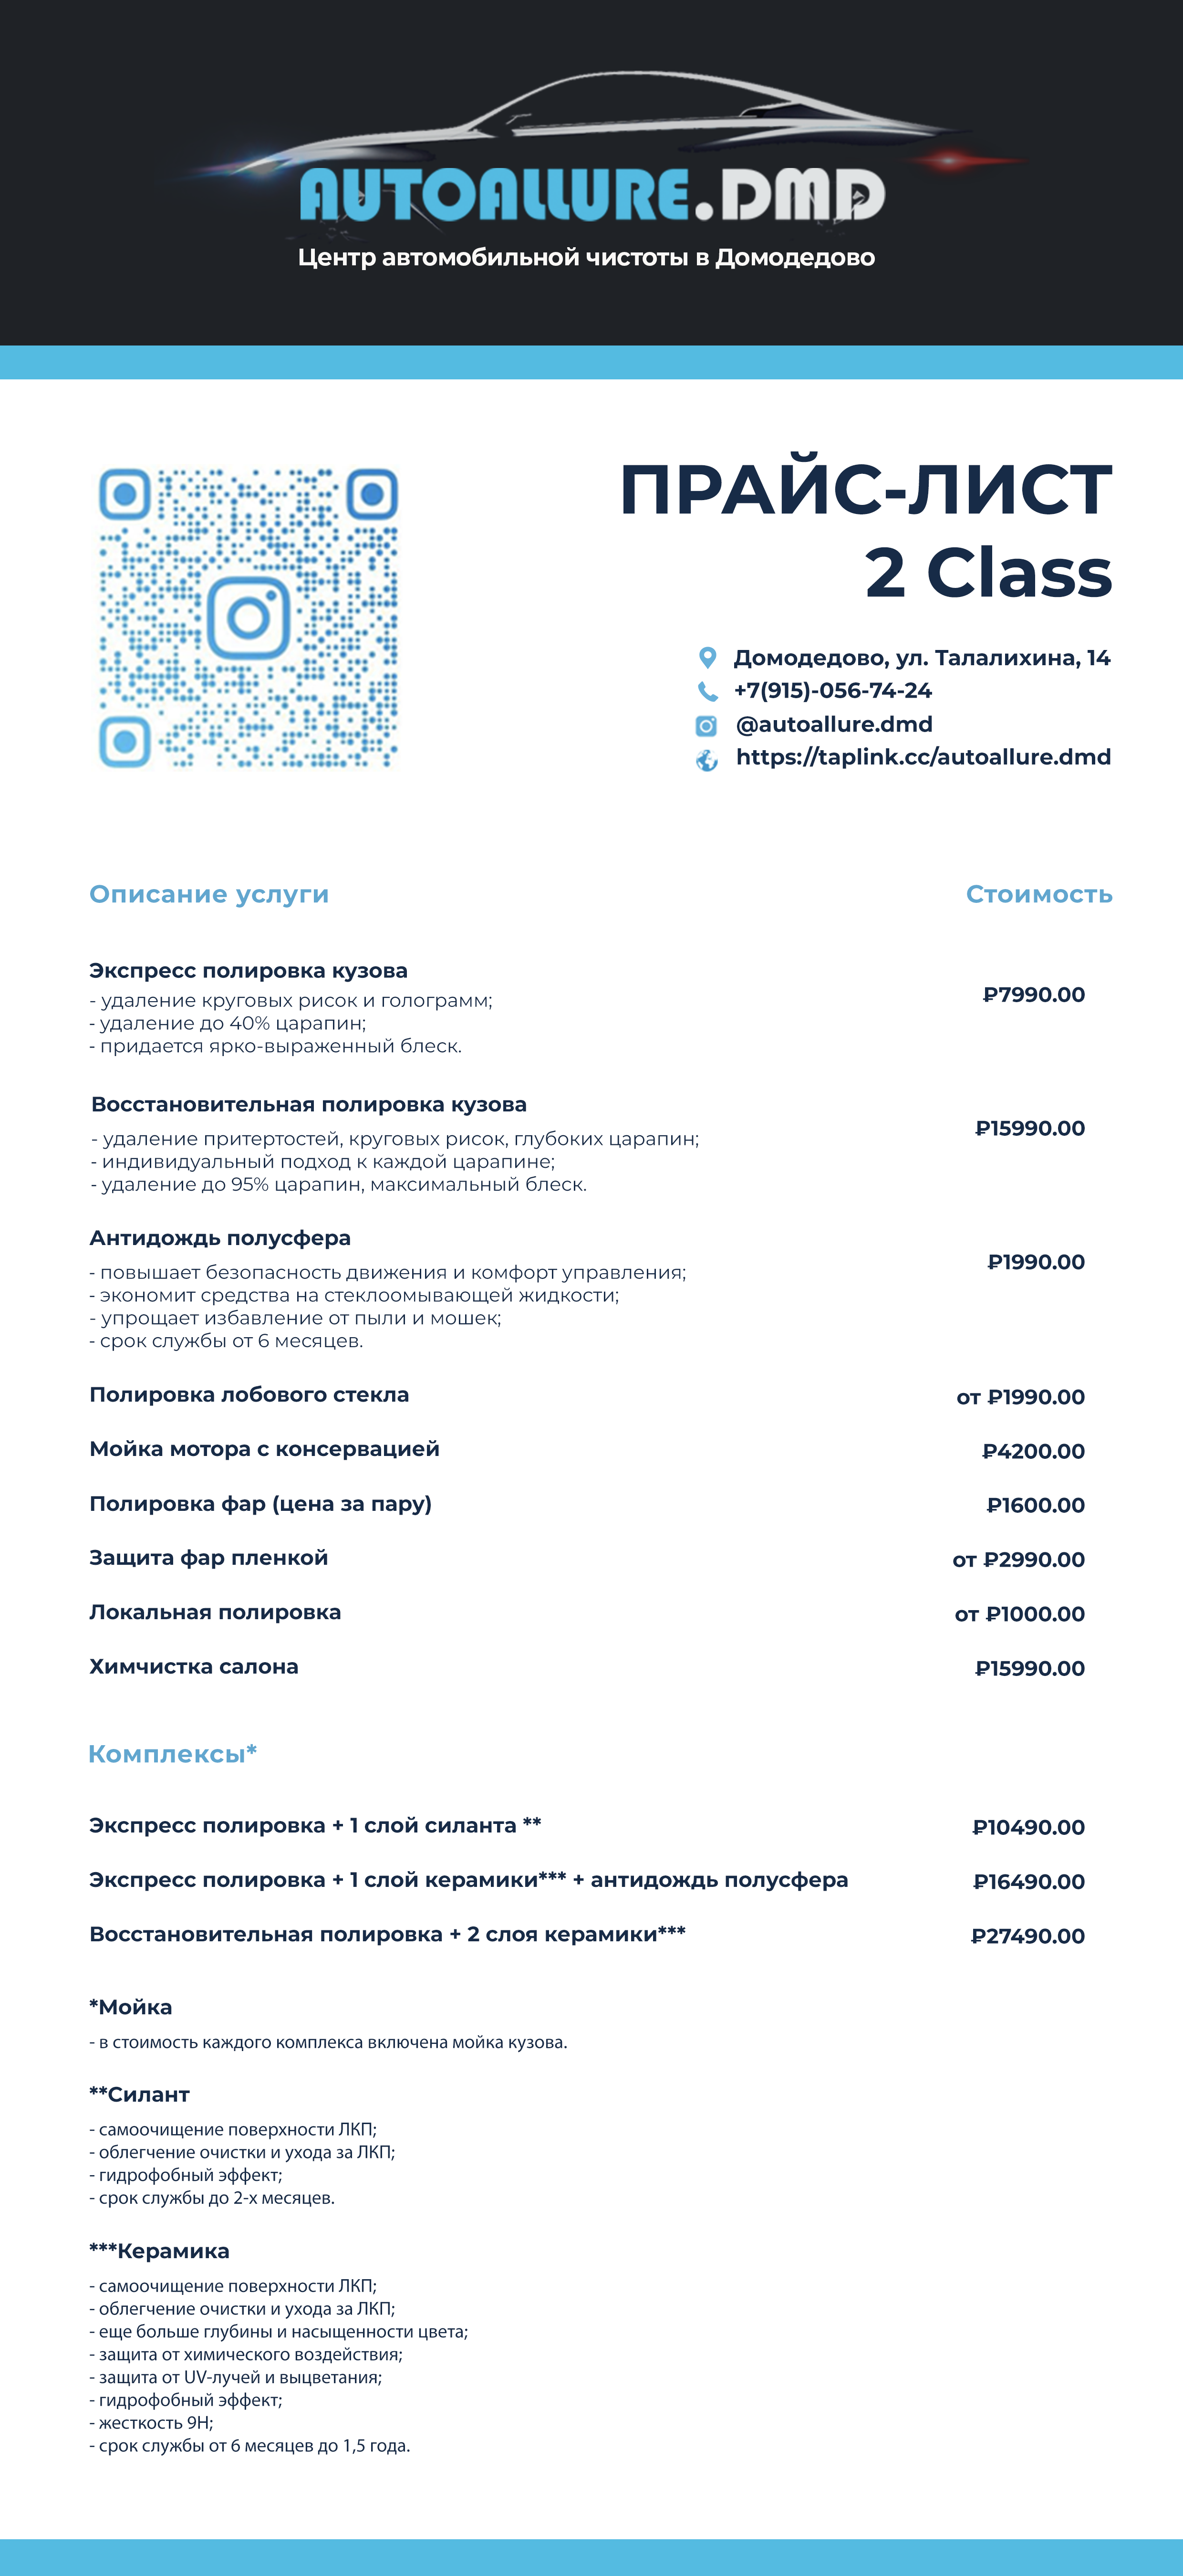 AUTOALLURE.DMD
Центр автомобильной чистоты в Домодедово
ПРАЙС-ЛИСТ
2 Class
Домодедово, ул. Талалихина, 14
+7(915)-056-74-24
@autoallure.dmd
https://taplink.cc/autoallure.dmd
Описание услуги Стоимость
Экспресс полировка кузова
₽7990.00
- удаление круговых рисок и голограмм;
- удаление до 40% царапин;
- придается ярко-выраженный блеск.
Восстановительная полировка кузова
₽15990.00
- удаление притертостей, круговых рисок, глубоких царапин;
- индивидуальный подход к каждой царапине;
- удаление до 95% царапин, максимальный блеск.
Антидождь полусфера
₽1990.00
- повышает безопасность движения и комфорт управления;
- экономит средства на стеклоомывающей жидкости;
- упрощает избавление от пыли и мошек;
- срок службы от 6 месяцев.
Полировка лобового стекла от ₽1990.00
Мойка мотора с консервацией ₽4200.00
Полировка фар (цена за пару) ₽1600.00
Защита фар пленкой от ₽2990.00
Локальная полировка от ₽1000.00
Химчистка салона ₽15990.00
Комплексы*
Экспресс полировка + 1 слой силанта ** ₽10490.00
Экспресс полировка + 1 слой керамики*** + антидождь полусфера ₽16490.00
Восстановительная полировка + 2 слоя керамики*** ₽27490.00
*Мойка
- в стоимость каждого комплекса включена мойка кузова.
**Силант
- самоочищение поверхности ЛКП;
- облегчение очистки и ухода за ЛКП;
- гидрофобный эффект;
- срок службы до 2-х месяцев.
***Керамика
- самоочищение поверхности ЛКП;
- облегчение очистки и ухода за ЛКП;
- еще больше глубины и насыщенности цвета;
- защита от химического воздействия;
- защита от UV-лучей и выцветания;
- гидрофобный эффект;
- жесткость 9H;
- срок службы от 6 месяцев до 1,5 года.